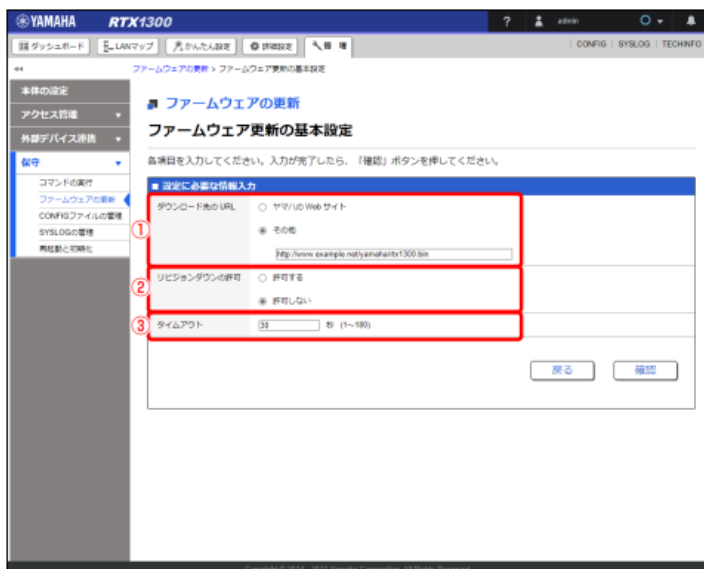 YAMAHA RTX1300
? admin
ダッシュボード LANマップ かんたん設定 詳細設定 管 理 CONFIG SYSLOG TECHINFO
ファームウェアの更新 > ファームウェア更新の基本設定
本体の設定
アクセス管理
外部デバイス連携
保守
コマンドの実行
ファームウェアの更新
CONFIGファイルの管理
SYSLOGの管理
再起動と初期化
ファームウェアの更新
ファームウェア更新の基本設定
各項目を入力してください。入力が完了したら、「確認」ボタンを押してください。
■ 設定に必要な情報入力
① ダウンロード先の URL ヤマハの Web サイト
その他
http://www.example.net/yamaha/rtx1300.bin
② リビジョンダウンの許可 許可する
許可しない
③ タイムアウト 30 秒 (1~180)
戻る 確認